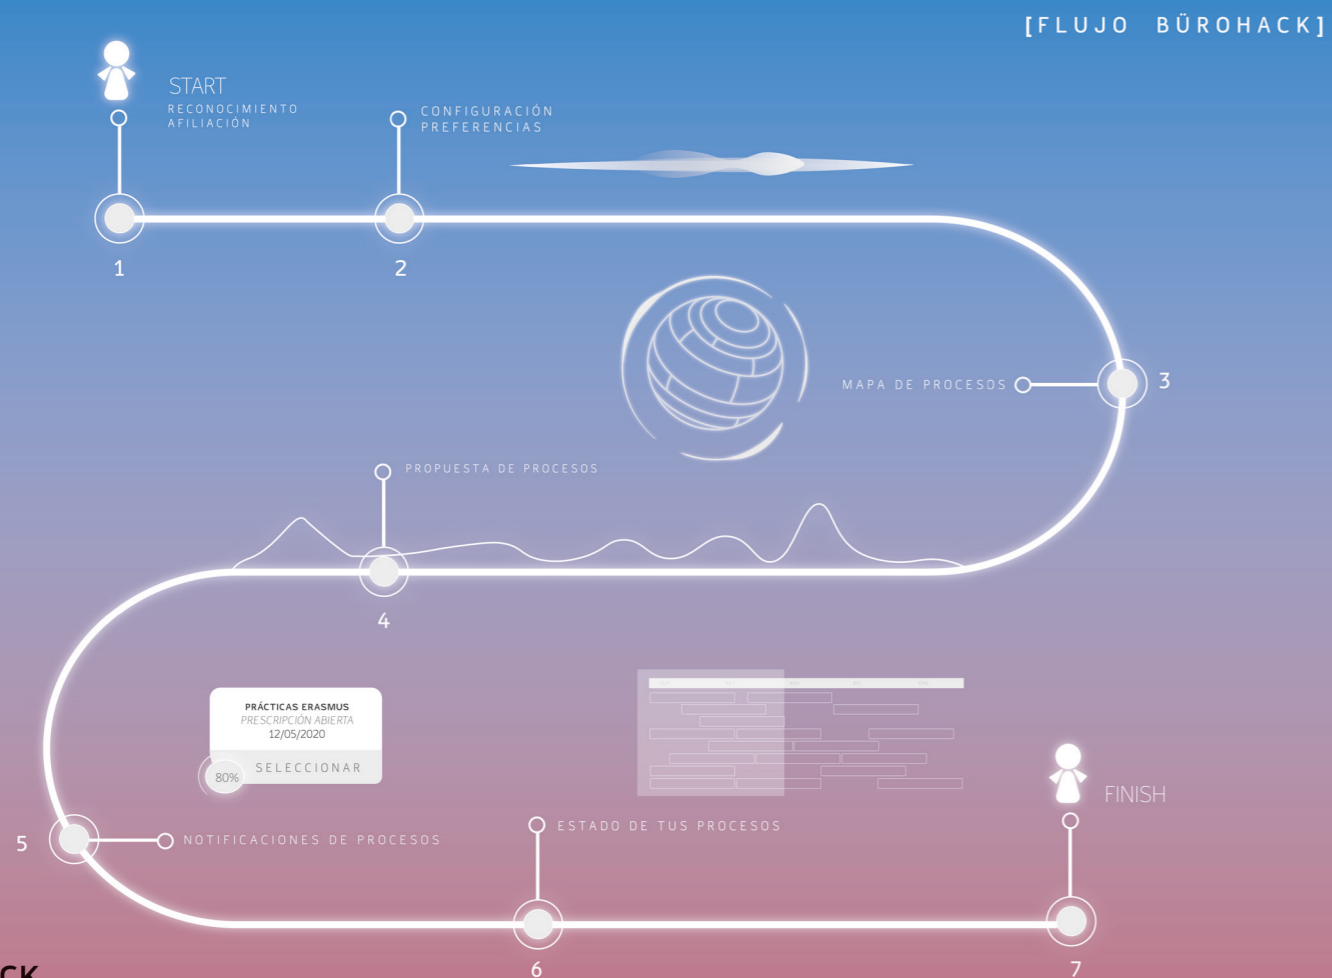 [FLUJO BÜROHACK]
START
RECONOCIMIENTO
AFILIACIÓN
CONFIGURACIÓN
PREFERENCIAS
1
2
MAPA DE PROCESOS
3
PROPUESTA DE PROCESOS
4
PRÁCTICAS ERASMUS
PRESCRIPCIÓN ABIERTA
12/05/2020
SELECCIONAR
80%
FINISH
ESTADO DE TUS PROCESOS
5
NOTIFICACIONES DE PROCESOS
6
7